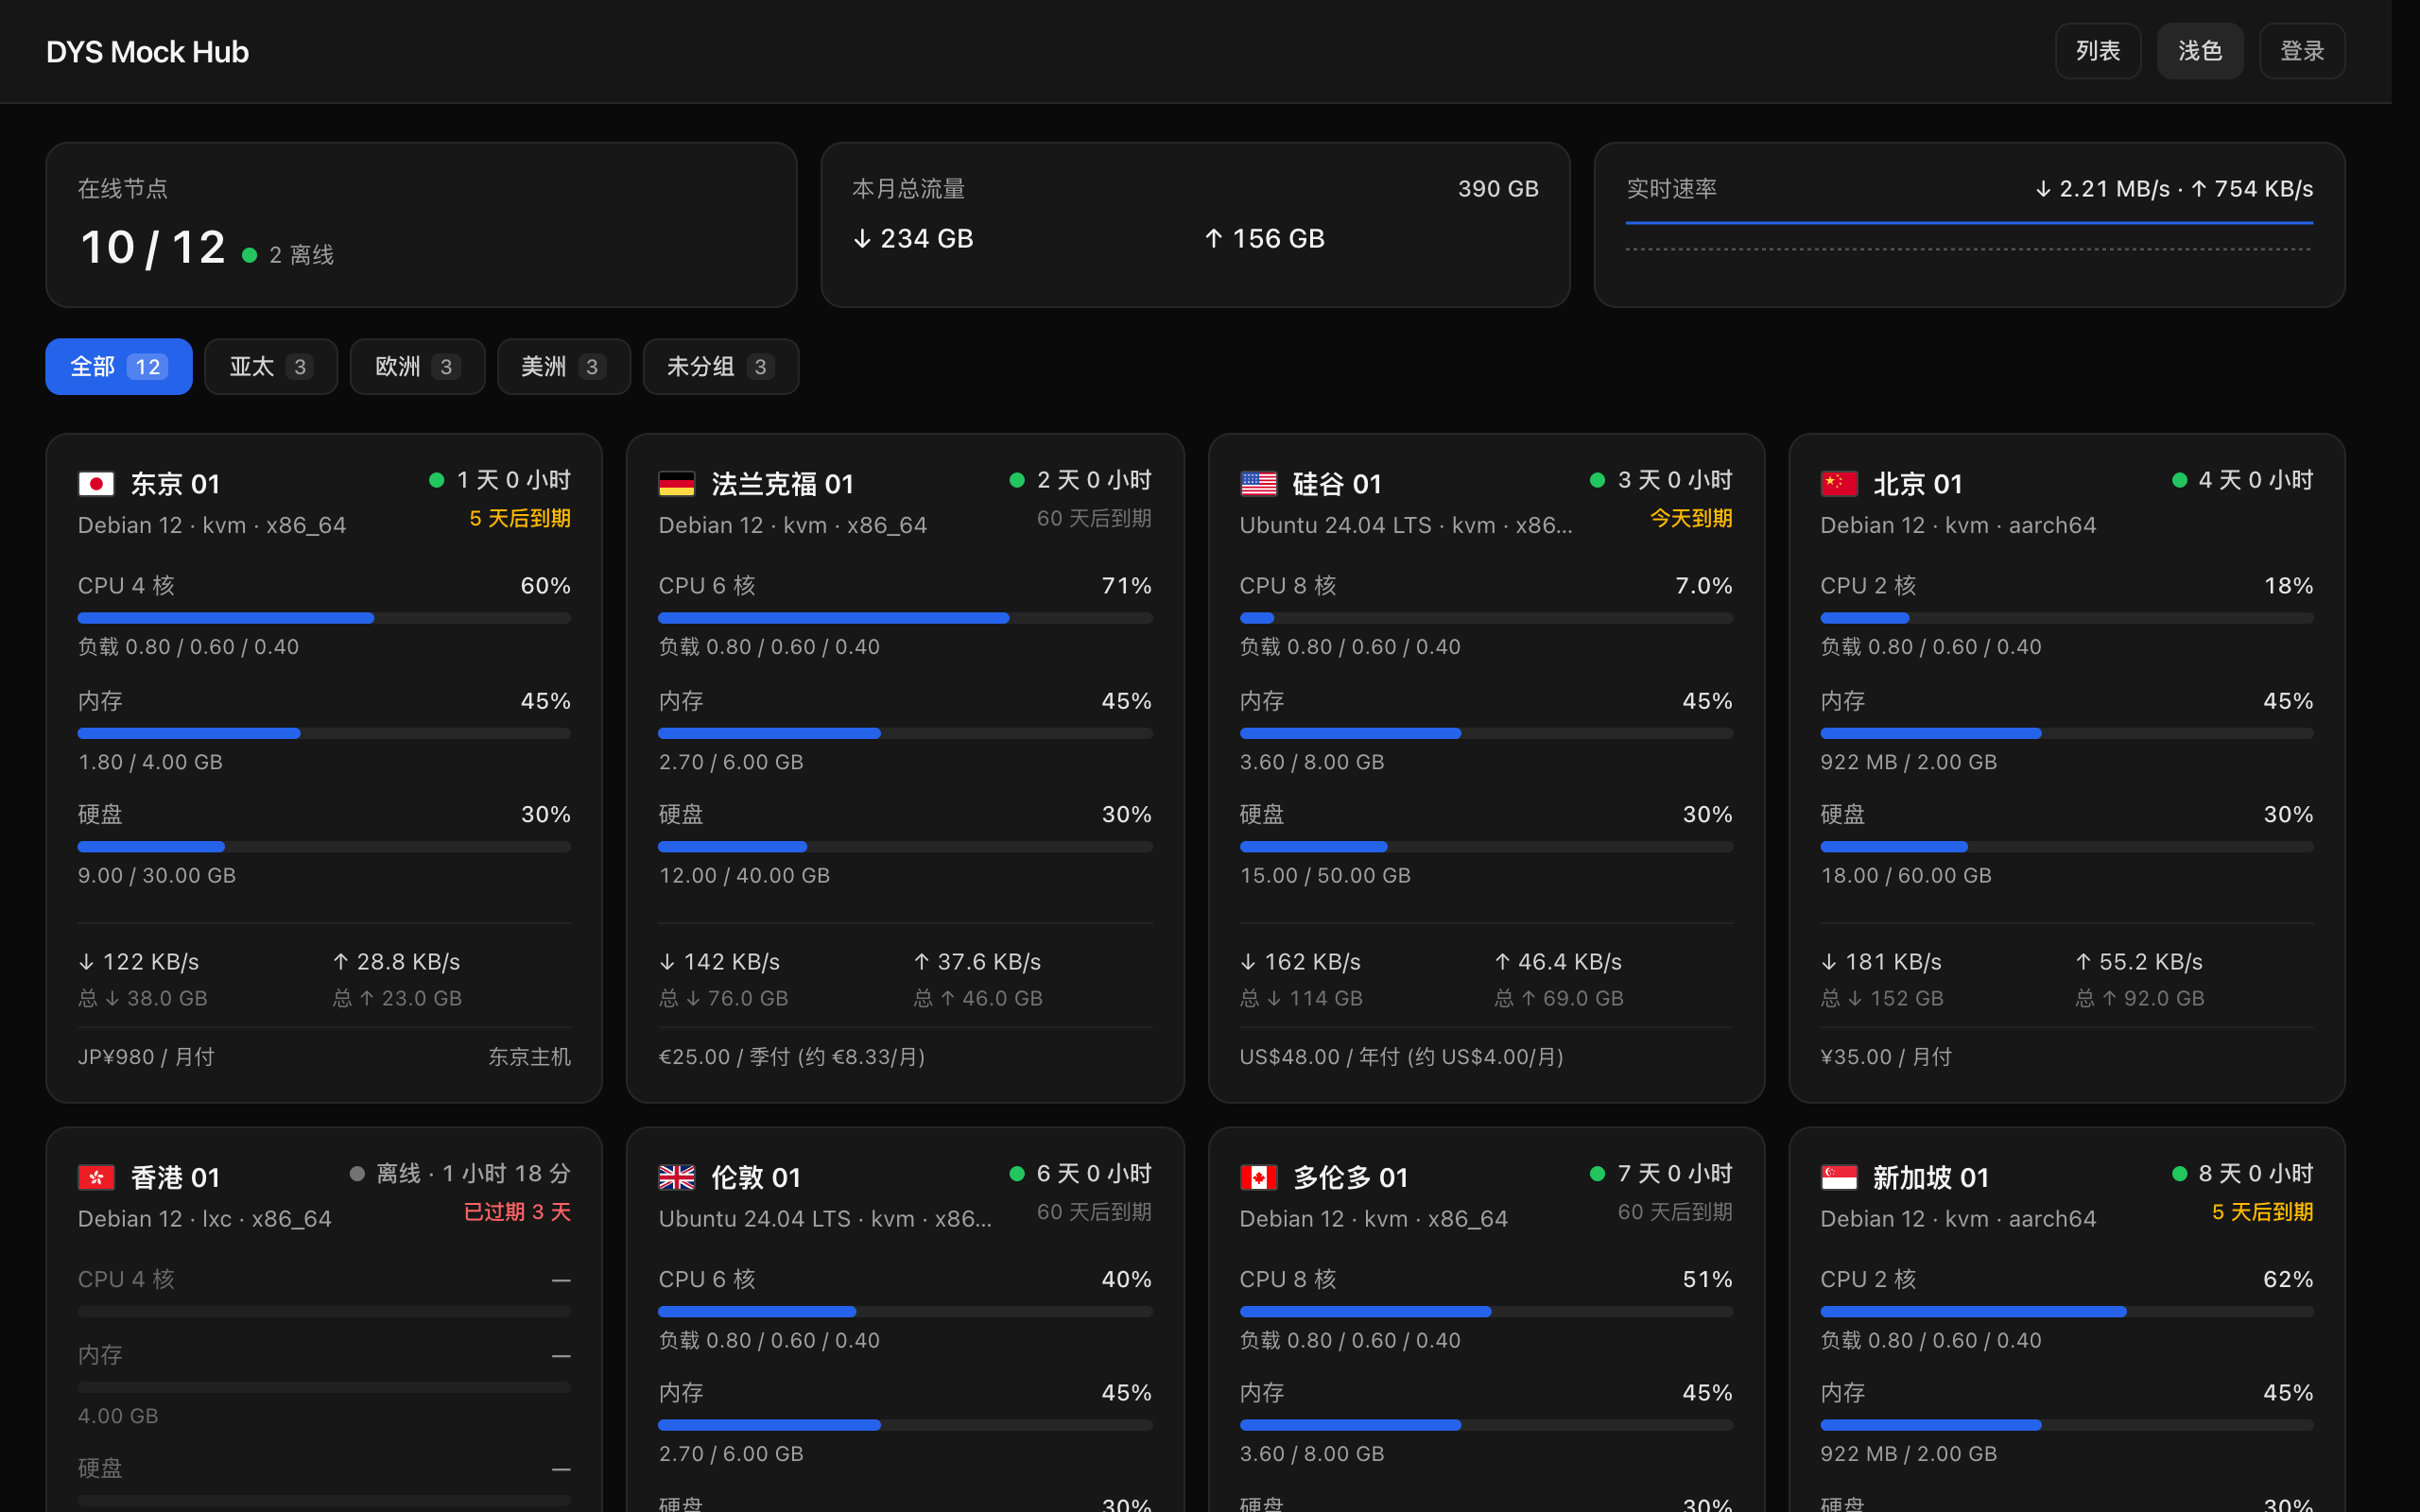 DYS Mock Hub
列表
浅色
登录
在线节点
10 / 12 2 离线
本月总流量 390 GB
↓ 234 GB ↑ 156 GB
实时速率 ↓ 2.21 MB/s · ↑ 754 KB/s
全部 12
亚太 3
欧洲 3
美洲 3
未分组 3
东京 01 1 天 0 小时
Debian 12 · kvm · x86_64 5 天后到期
CPU 4 核 60%
负载 0.80 / 0.60 / 0.40
内存 45%
1.80 / 4.00 GB
硬盘 30%
9.00 / 30.00 GB
↓ 122 KB/s ↑ 28.8 KB/s
总 ↓ 38.0 GB 总 ↑ 23.0 GB
JP¥980 / 月付 东京主机
法兰克福 01 2 天 0 小时
Debian 12 · kvm · x86_64 60 天后到期
CPU 6 核 71%
负载 0.80 / 0.60 / 0.40
内存 45%
2.70 / 6.00 GB
硬盘 30%
12.00 / 40.00 GB
↓ 142 KB/s ↑ 37.6 KB/s
总 ↓ 76.0 GB 总 ↑ 46.0 GB
€25.00 / 季付 (约 €8.33/月)
硅谷 01 3 天 0 小时
Ubuntu 24.04 LTS · kvm · x86... 今天到期
CPU 8 核 7.0%
负载 0.80 / 0.60 / 0.40
内存 45%
3.60 / 8.00 GB
硬盘 30%
15.00 / 50.00 GB
↓ 162 KB/s ↑ 46.4 KB/s
总 ↓ 114 GB 总 ↑ 69.0 GB
US$48.00 / 年付 (约 US$4.00/月)
北京 01 4 天 0 小时
Debian 12 · kvm · aarch64
CPU 2 核 18%
负载 0.80 / 0.60 / 0.40
内存 45%
922 MB / 2.00 GB
硬盘 30%
18.00 / 60.00 GB
↓ 181 KB/s ↑ 55.2 KB/s
总 ↓ 152 GB 总 ↑ 92.0 GB
¥35.00 / 月付
香港 01 离线 · 1 小时 18 分
Debian 12 · lxc · x86_64 已过期 3 天
CPU 4 核 —
内存 —
4.00 GB
硬盘 —
伦敦 01 6 天 0 小时
Ubuntu 24.04 LTS · kvm · x86... 60 天后到期
CPU 6 核 40%
负载 0.80 / 0.60 / 0.40
内存 45%
2.70 / 6.00 GB
硬盘 30%
多伦多 01 7 天 0 小时
Debian 12 · kvm · x86_64 60 天后到期
CPU 8 核 51%
负载 0.80 / 0.60 / 0.40
内存 45%
3.60 / 8.00 GB
硬盘 30%
新加坡 01 8 天 0 小时
Debian 12 · kvm · aarch64 5 天后到期
CPU 2 核 62%
负载 0.80 / 0.60 / 0.40
内存 45%
922 MB / 2.00 GB
硬盘 30%